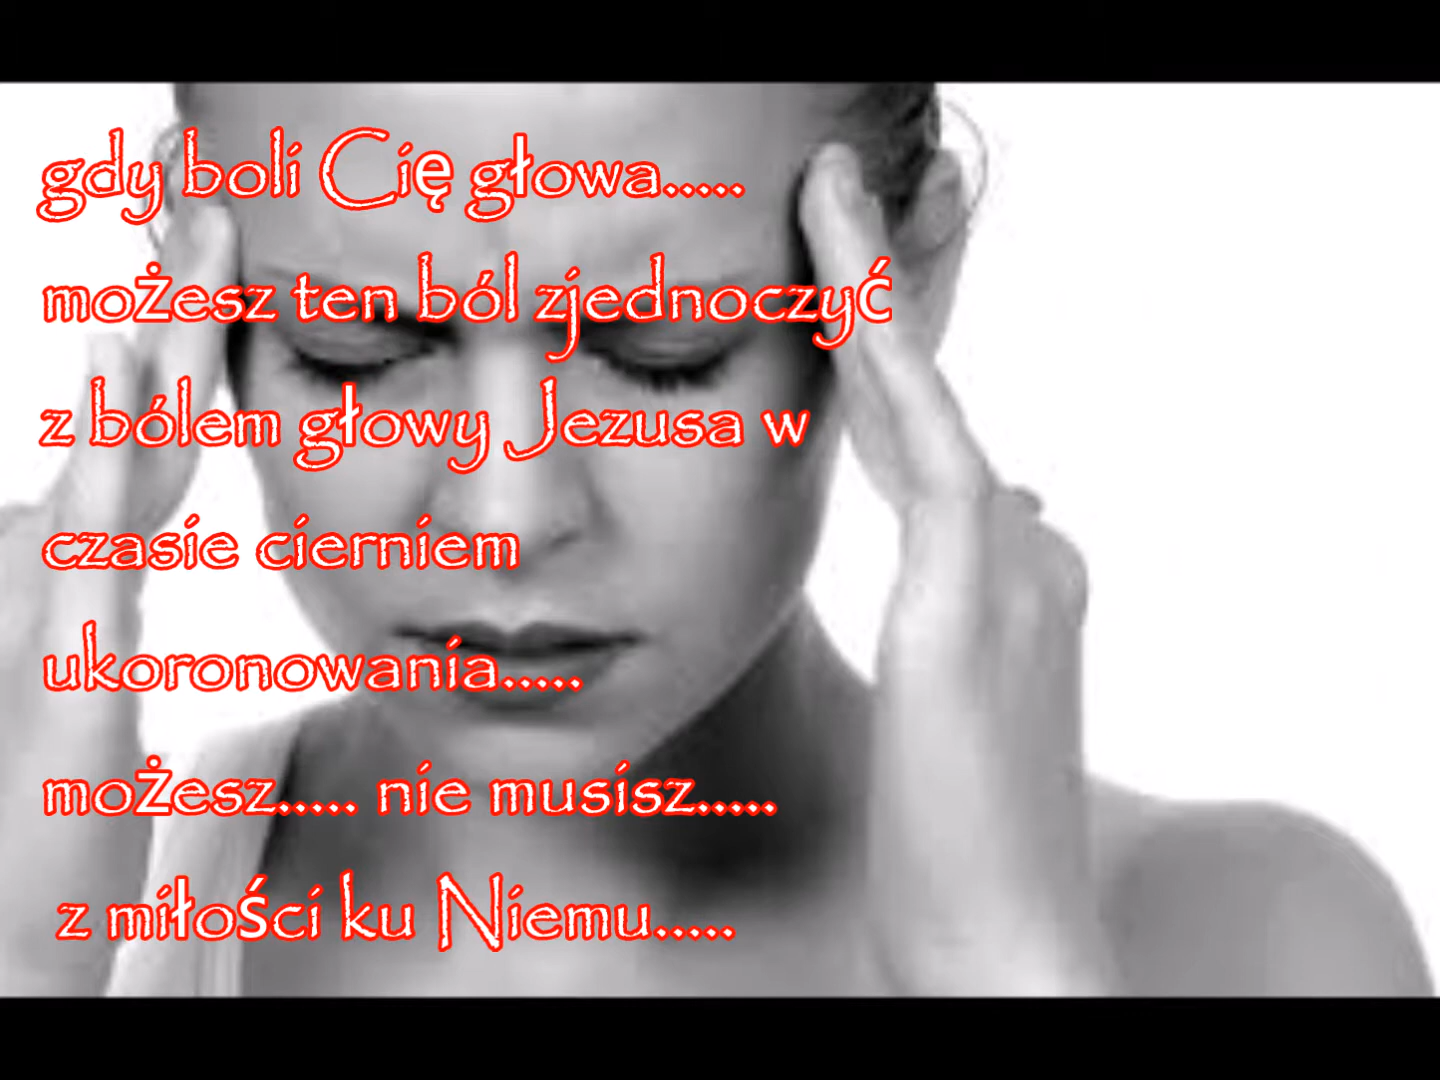 gdy boli Cię głowa.....
możesz ten ból zjednoczyć
z bólem głowy Jezusa w
czasie cierniem
ukoronowania.....
możesz..... nie musisz.....
z miłości ku Niemu.....